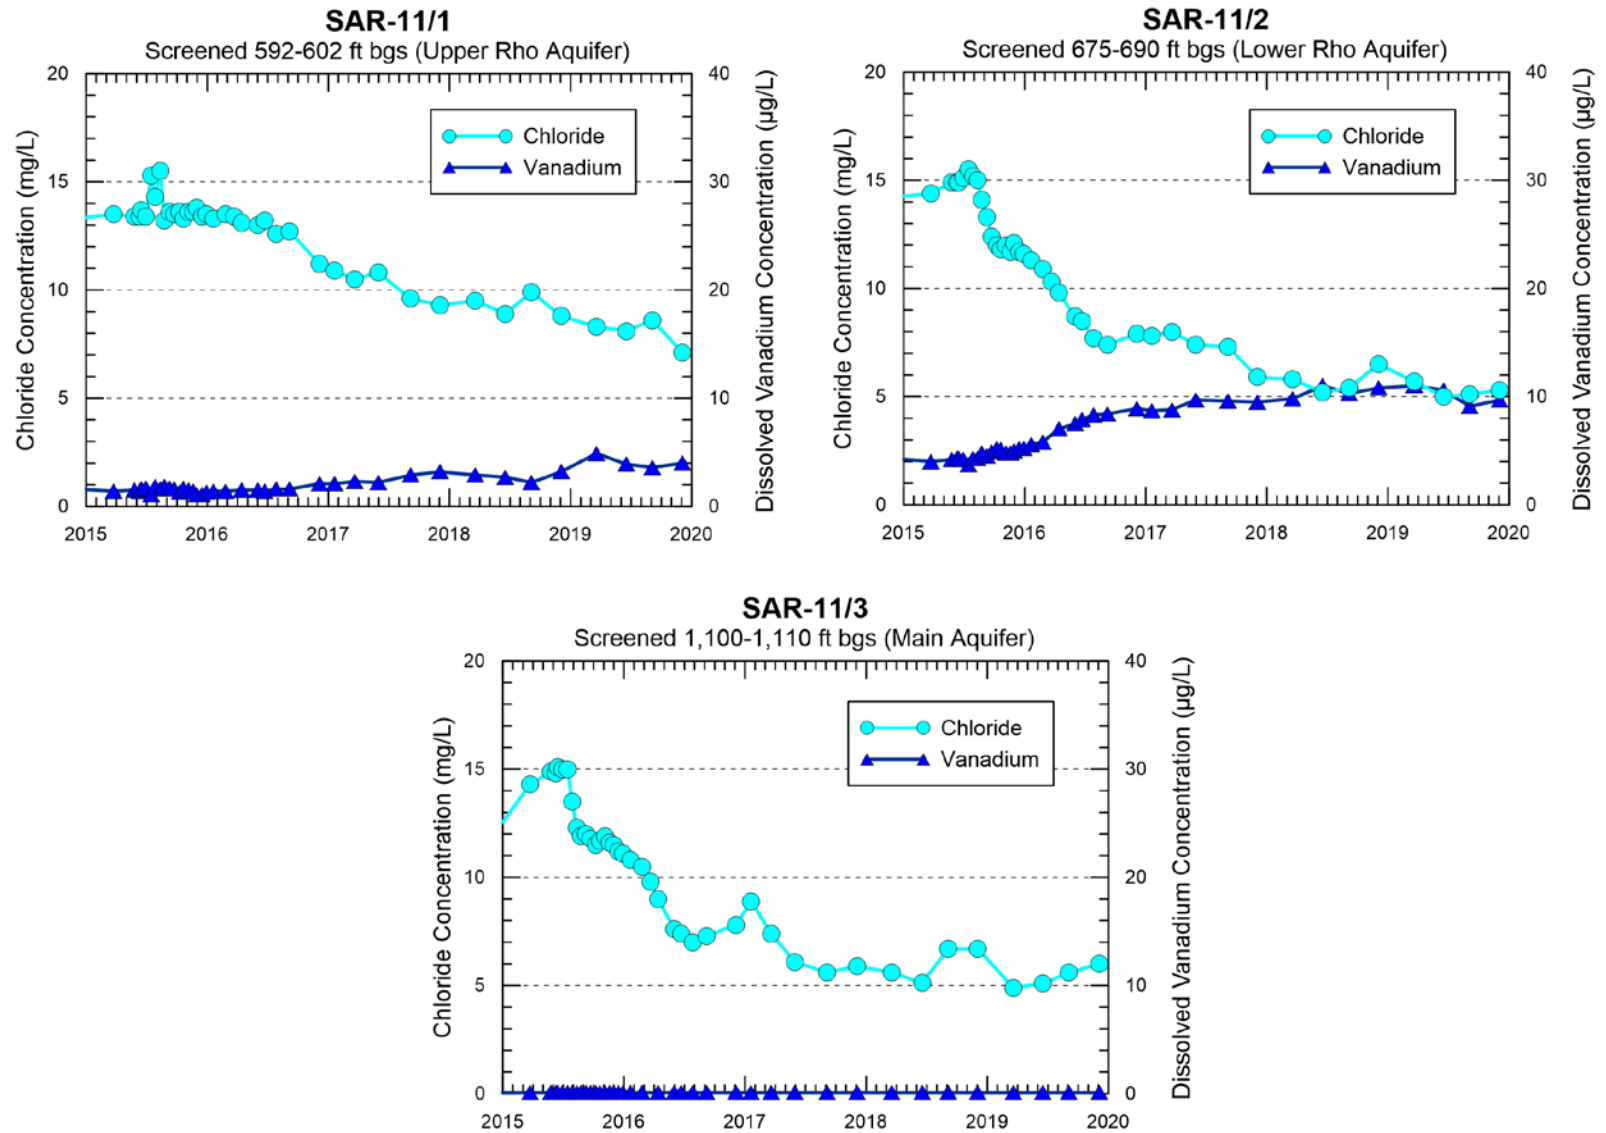 SAR-11/1
Screened 592-602 ft bgs (Upper Rho Aquifer)
20
15
10
5
0
Chloride Concentration (mg/L)
40
30
20
10
0
Dissolved Vanadium Concentration (µg/L)
Chloride
Vanadium
2015 2016 2017 2018 2019 2020
SAR-11/2
Screened 675-690 ft bgs (Lower Rho Aquifer)
20
15
10
5
0
Chloride Concentration (mg/L)
40
30
20
10
0
Dissolved Vanadium Concentration (µg/L)
Chloride
Vanadium
2015 2016 2017 2018 2019 2020
SAR-11/3
Screened 1,100-1,110 ft bgs (Main Aquifer)
20
15
10
5
0
Chloride Concentration (mg/L)
40
30
20
10
0
Dissolved Vanadium Concentration (µg/L)
Chloride
Vanadium
2015 2016 2017 2018 2019 2020